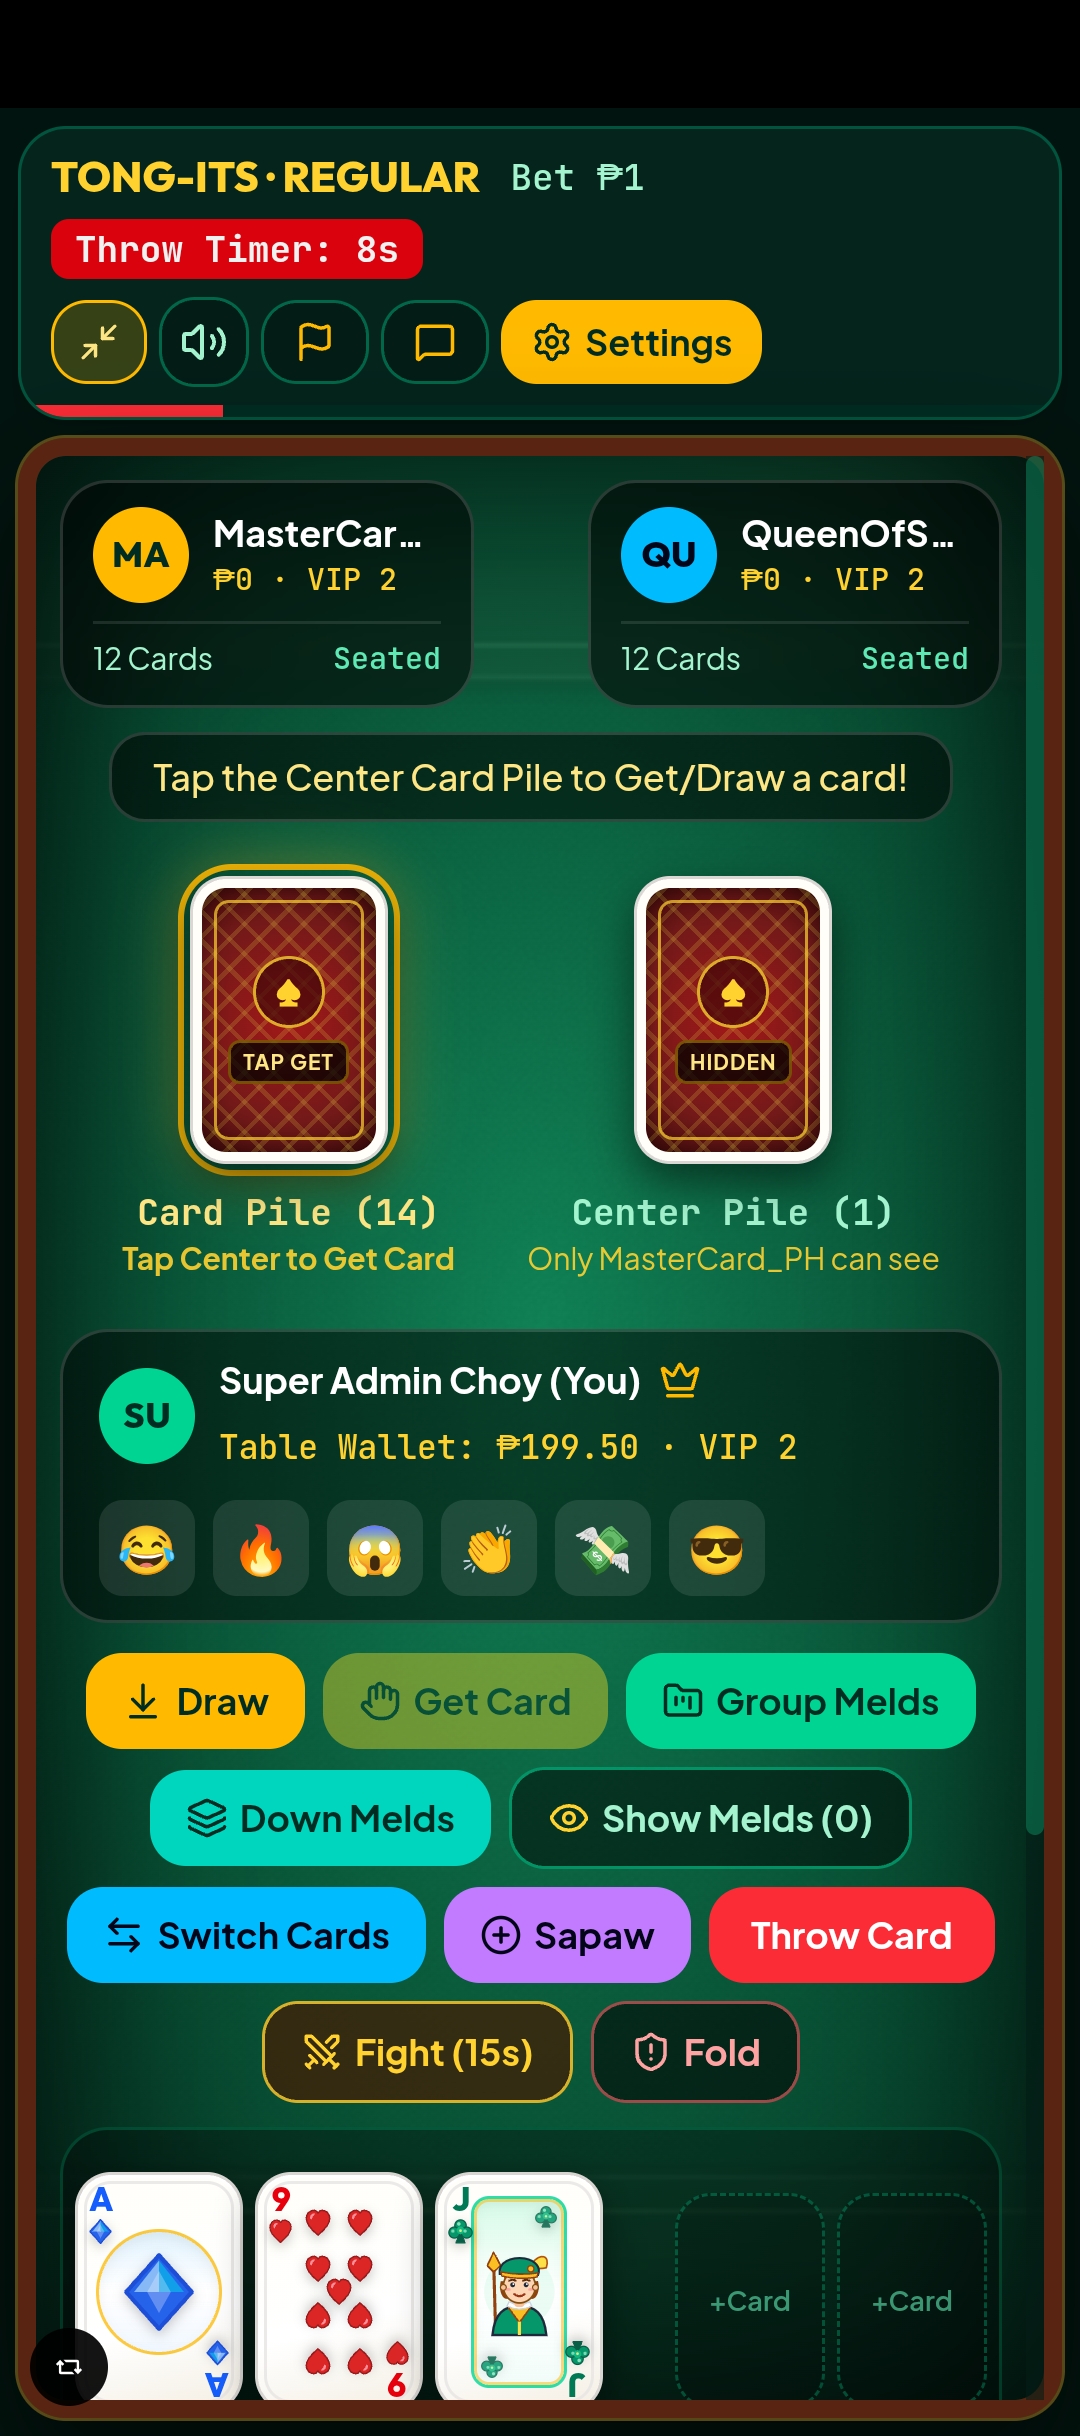 TONG-ITS · REGULAR Bet ₱1
Throw Timer: 8s
Settings
MA MasterCar...
₱0 · VIP 2
12 Cards Seated
QU QueenOfS...
₱0 · VIP 2
12 Cards Seated
Tap the Center Card Pile to Get/Draw a card!
TAP GET
HIDDEN
Card Pile (14)
Tap Center to Get Card
Center Pile (1)
Only MasterCard_PH can see
SU Super Admin Choy (You)
Table Wallet: ₱199.50 · VIP 2
Draw Get Card Group Melds
Down Melds Show Melds (0)
Switch Cards Sapaw Throw Card
Fight (15s) Fold
A 9 J
+Card +Card
A 9 J